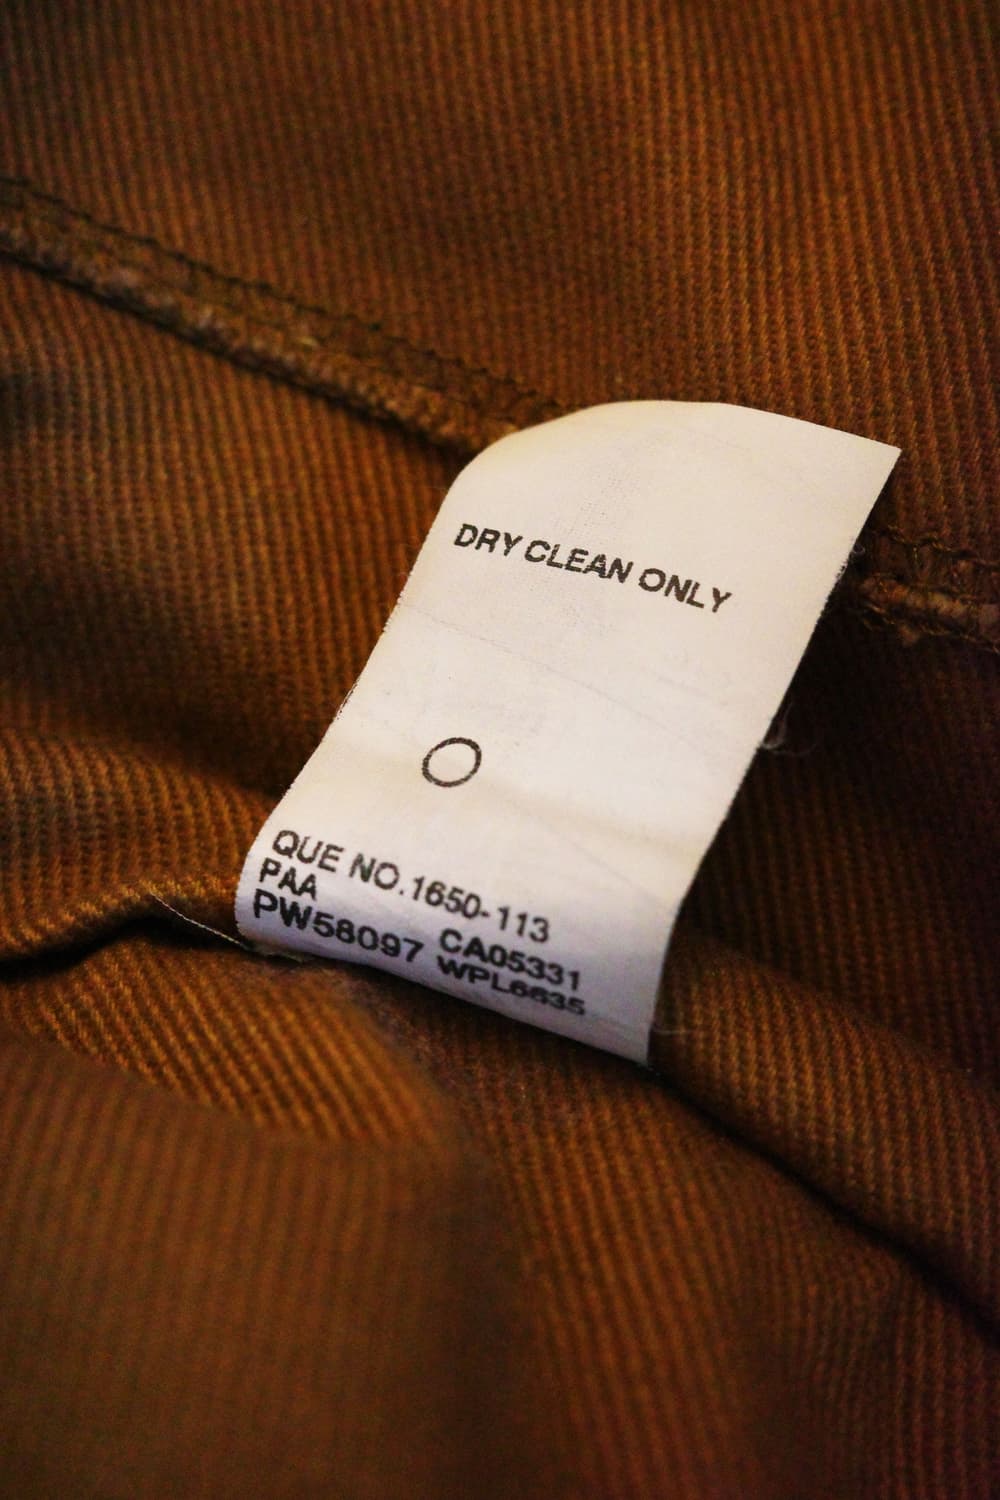 DRY CLEAN ONLY
QUE NO. 1650-113
PAA CA05331
PW58097 WPL6635